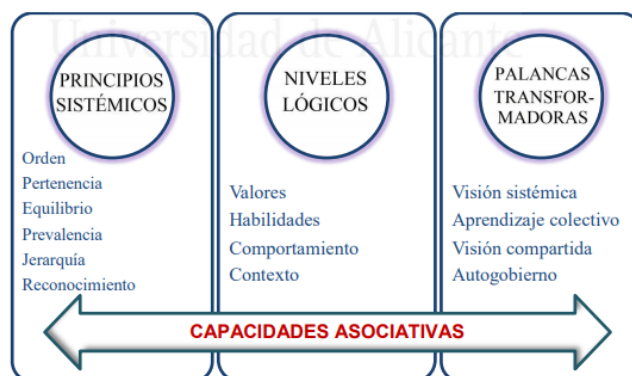 Universidad de Alicante
PRINCIPIOS
SISTÉMICOS
Orden
Pertenencia
Equilibrio
Prevalencia
Jerarquía
Reconocimiento
NIVELES
LÓGICOS
Valores
Habilidades
Comportamiento
Contexto
PALANCAS
TRANSFOR-
MADORAS
Visión sistémica
Aprendizaje colectivo
Visión compartida
Autogobierno
CAPACIDADES ASOCIATIVAS